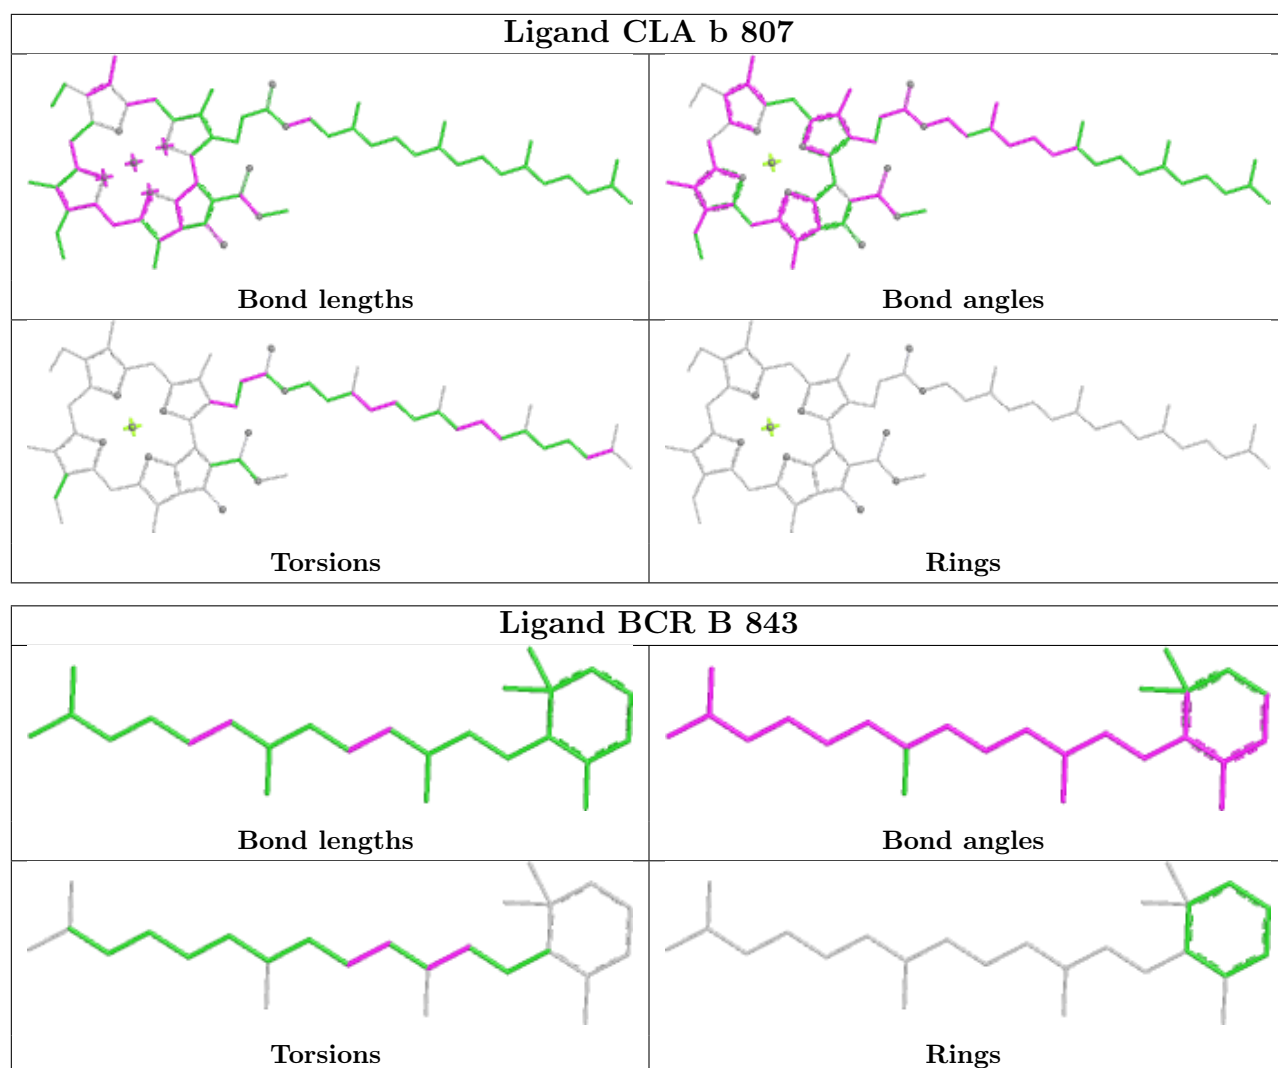 Ligand CLA b 807
Bond lengths
Bond angles
Torsions
Rings
Ligand BCR B 843
Bond lengths
Bond angles
Torsions
Rings